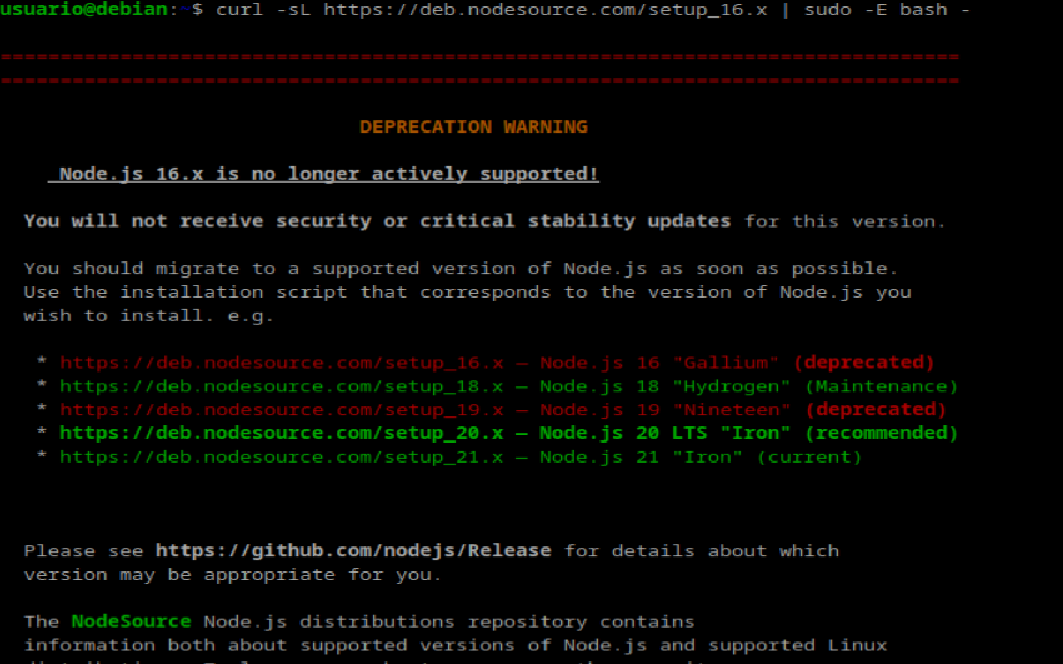 usuario@debian:~$ curl -sL https://deb.nodesource.com/setup_16.x | sudo -E bash -
================================================================================
================================================================================
DEPRECATION WARNING
Node.js 16.x is no longer actively supported!
You will not receive security or critical stability updates for this version.
You should migrate to a supported version of Node.js as soon as possible.
Use the installation script that corresponds to the version of Node.js you
wish to install. e.g.
* https://deb.nodesource.com/setup_16.x — Node.js 16 "Gallium" (deprecated)
* https://deb.nodesource.com/setup_18.x — Node.js 18 "Hydrogen" (Maintenance)
* https://deb.nodesource.com/setup_19.x — Node.js 19 "Nineteen" (deprecated)
* https://deb.nodesource.com/setup_20.x — Node.js 20 LTS "Iron" (recommended)
* https://deb.nodesource.com/setup_21.x — Node.js 21 "Iron" (current)
Please see https://github.com/nodejs/Release for details about which
version may be appropriate for you.
The NodeSource Node.js distributions repository contains
information both about supported versions of Node.js and supported Linux